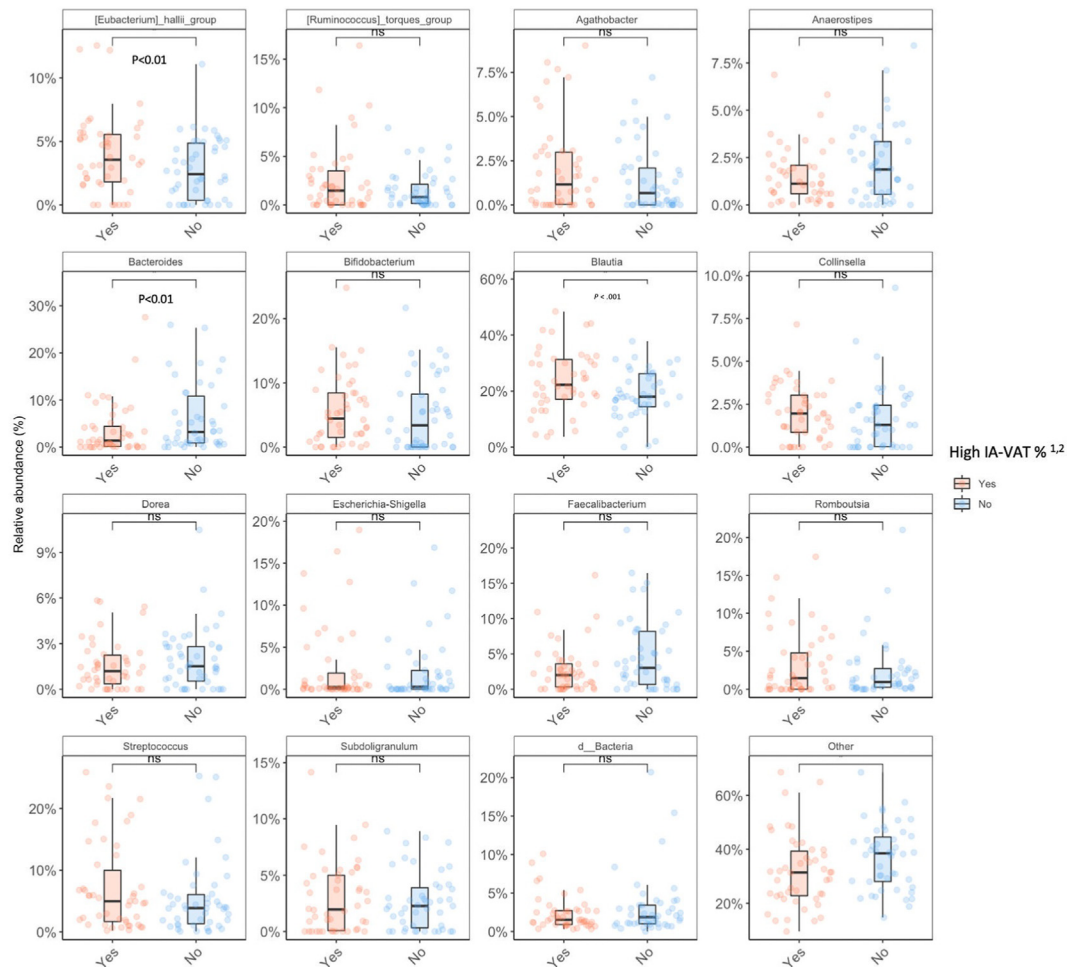 [Eubacterium]_hallii_group [Ruminococcus]_torques_group Agathobacter Anaerostipes
P<0.01 ns ns ns
10% 5% 0%
15% 10% 5% 0%
7.5% 5.0% 2.5% 0.0%
7.5% 5.0% 2.5% 0.0%
Yes No Yes No Yes No Yes No
Bacteroides Bifidobacterium Blautia Collinsella
P<0.01 ns P < .001 ns
30% 20% 10% 0%
20% 10% 0%
60% 40% 20% 0%
10.0% 7.5% 5.0% 2.5% 0.0%
Yes No Yes No Yes No Yes No
Relative abundance (%)
High IA-VAT % 1,2
Yes
No
Dorea Escherichia-Shigella Faecalibacterium Romboutsia
ns ns ns ns
9% 6% 3% 0%
20% 15% 10% 5% 0%
20% 15% 10% 5% 0%
20% 15% 10% 5% 0%
Yes No Yes No Yes No Yes No
Streptococcus Subdoligranulum d__Bacteria Other
ns ns ns
20% 10% 0%
15% 10% 5% 0%
20% 15% 10% 5% 0%
60% 40% 20%
Yes No Yes No Yes No Yes No